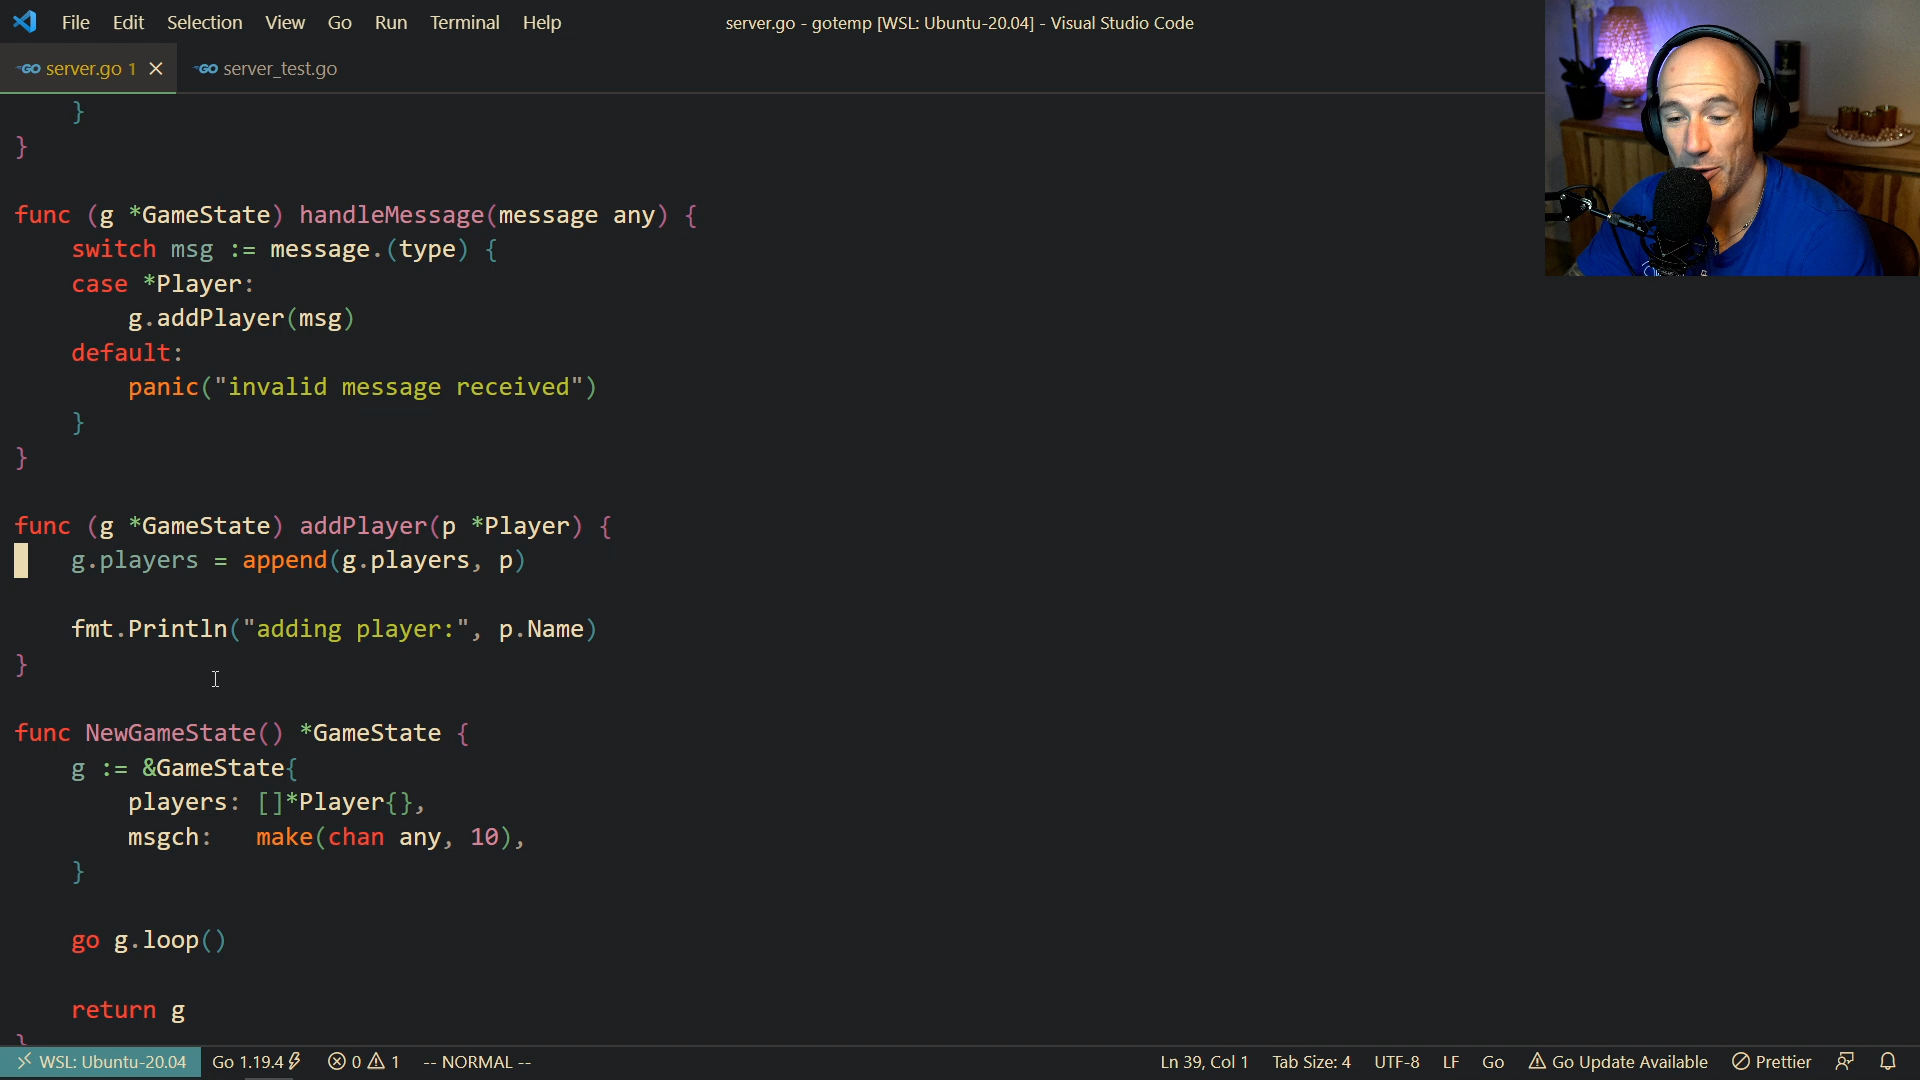 File Edit Selection View Go Run Terminal Help
server.go - gotemp [WSL: Ubuntu-20.04] - Visual Studio Code
GO server.go 1
GO server_test.go
}
}
func (g *GameState) handleMessage(message any) {
switch msg := message.(type) {
case *Player:
g.addPlayer(msg)
default:
panic("invalid message received")
}
}
func (g *GameState) addPlayer(p *Player) {
g.players = append(g.players, p)
fmt.Println("adding player:", p.Name)
}
func NewGameState() *GameState {
g := &GameState{
players: []*Player{},
msgch:   make(chan any, 10),
}
go g.loop()
return g
}
WSL: Ubuntu-20.04 Go 1.19.4 0 1 -- NORMAL -- Ln 39, Col 1 Tab Size: 4 UTF-8 LF Go Go Update Available Prettier